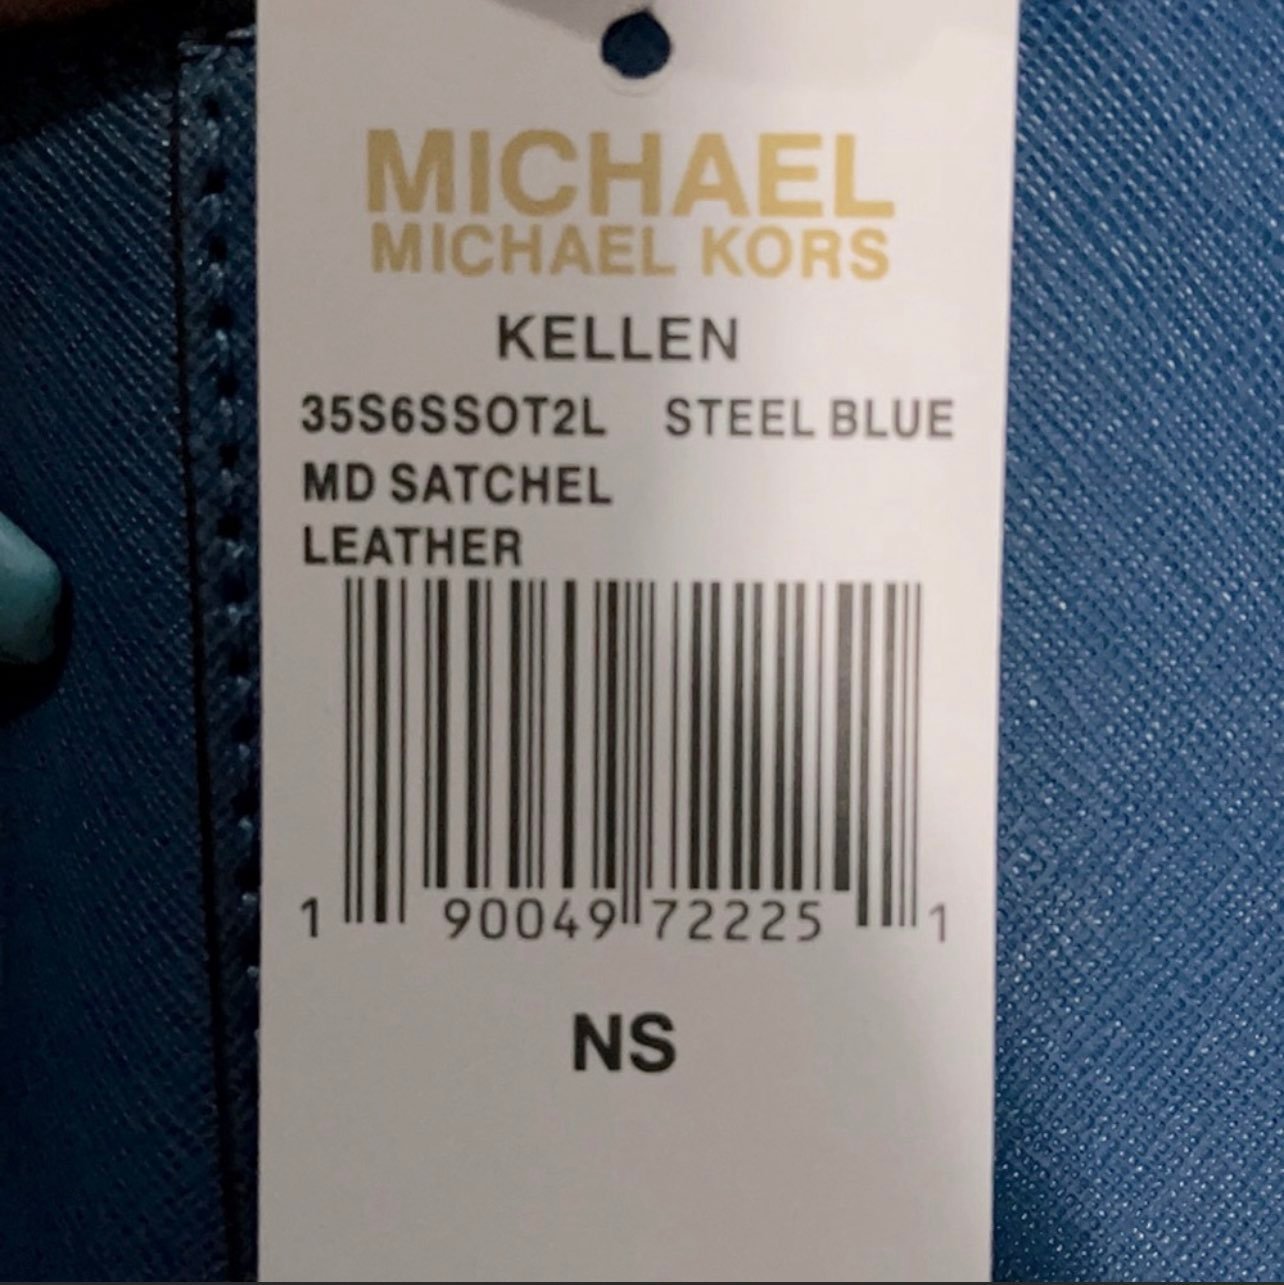 MICHAEL
MICHAEL KORS
KELLEN
35S6SSOT2L STEEL BLUE
MD SATCHEL
LEATHER
1 90049 72225 1
NS